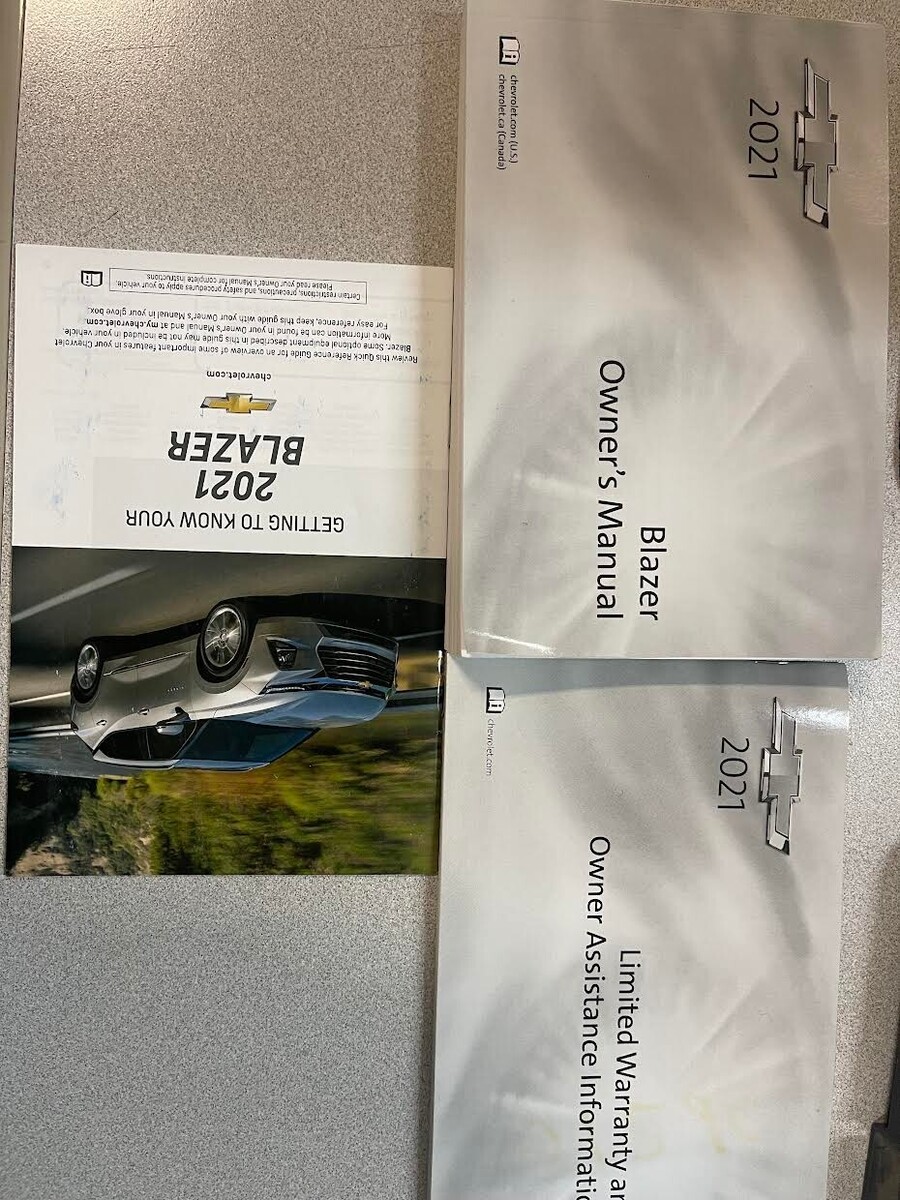 chevrolet.com (U.S.)
chevrolet.ca (Canada)
2021
Blazer
Owner's Manual
GETTING TO KNOW YOUR
2021
BLAZER
chevrolet.com
Review this Quick Reference Guide for an overview of some important features in your Chevrolet
Blazer. Some optional equipment described in this guide may not be included in your vehicle.
More information can be found in your Owner's Manual and at my.chevrolet.com.
For easy reference, keep this guide with your Owner's Manual in your glove box.
Certain restrictions, precautions, and safety procedures apply to your vehicle.
Please read your Owner's Manual for complete instructions.
chevrolet.com
2021
Limited Warranty an
Owner Assistance Informatio